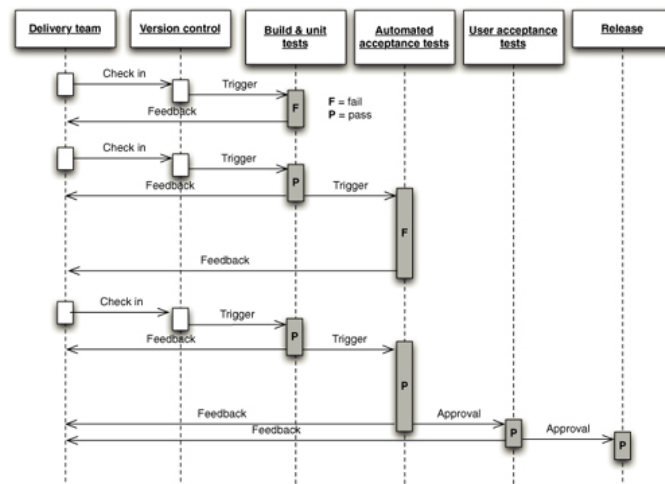 Delivery team
Version control
Build & unit
tests
Automated
acceptance tests
User acceptance
tests
Release
Check in
Trigger
Feedback
F
F = fail
P = pass
Check in
Trigger
Feedback
P
Trigger
F
Feedback
Check in
Trigger
Feedback
P
Trigger
P
Feedback
Approval
Feedback
P
Approval
P